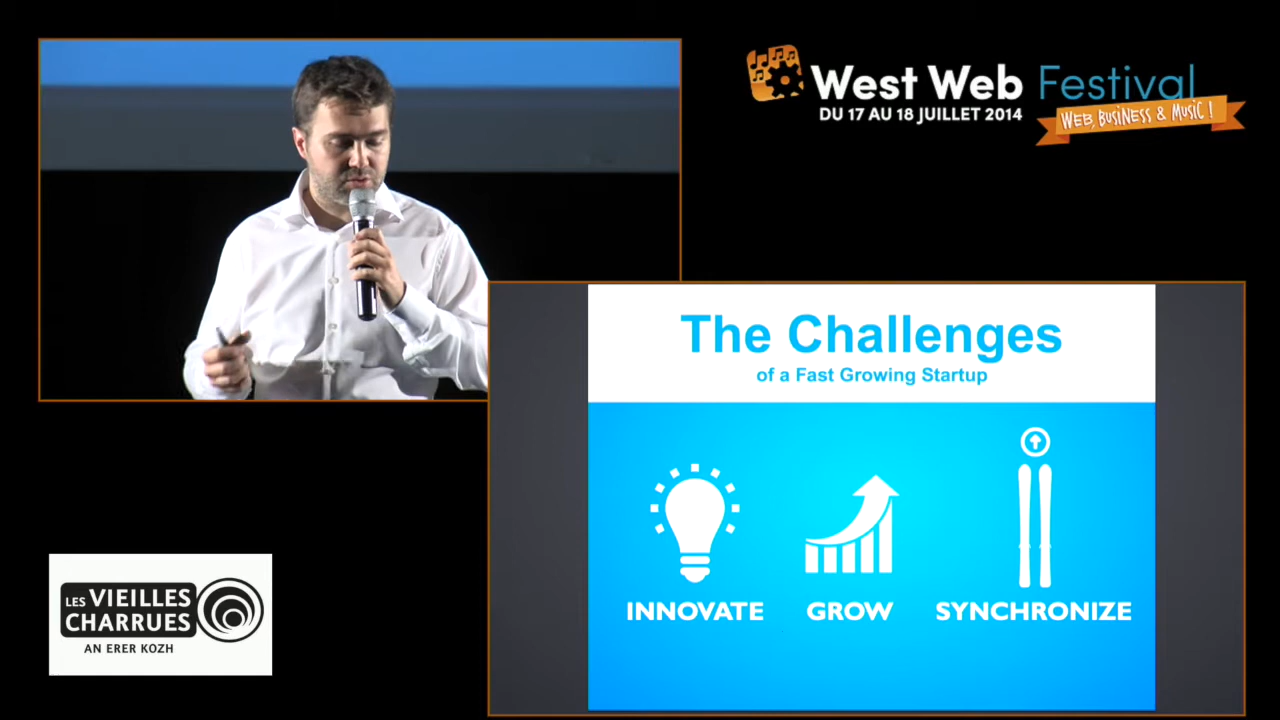 West Web Festival
DU 17 AU 18 JUILLET 2014
WEB, BUSINESS & MUSIC !
The Challenges
of a Fast Growing Startup
INNOVATE GROW SYNCHRONIZE
LES VIEILLES
CHARRUES
AN ERER KOZH